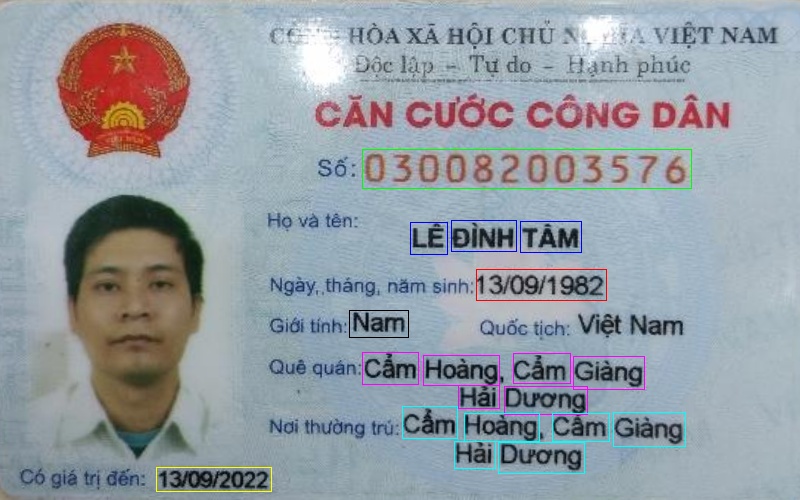 CỘNG HÒA XÃ HỘI CHỦ NGHĨA VIỆT NAM
Độc lập – Tự do – Hạnh phúc
CĂN CƯỚC CÔNG DÂN
Số: 030082003576
Họ và tên:
LÊ ĐÌNH TÂM
Ngày, tháng, năm sinh: 13/09/1982
Giới tính: Nam Quốc tịch: Việt Nam
Quê quán: Cẩm Hoàng, Cẩm Giàng
Hải Dương
Nơi thường trú: Cẩm Hoàng, Cẩm Giàng
Hải Dương
Có giá trị đến: 13/09/2022